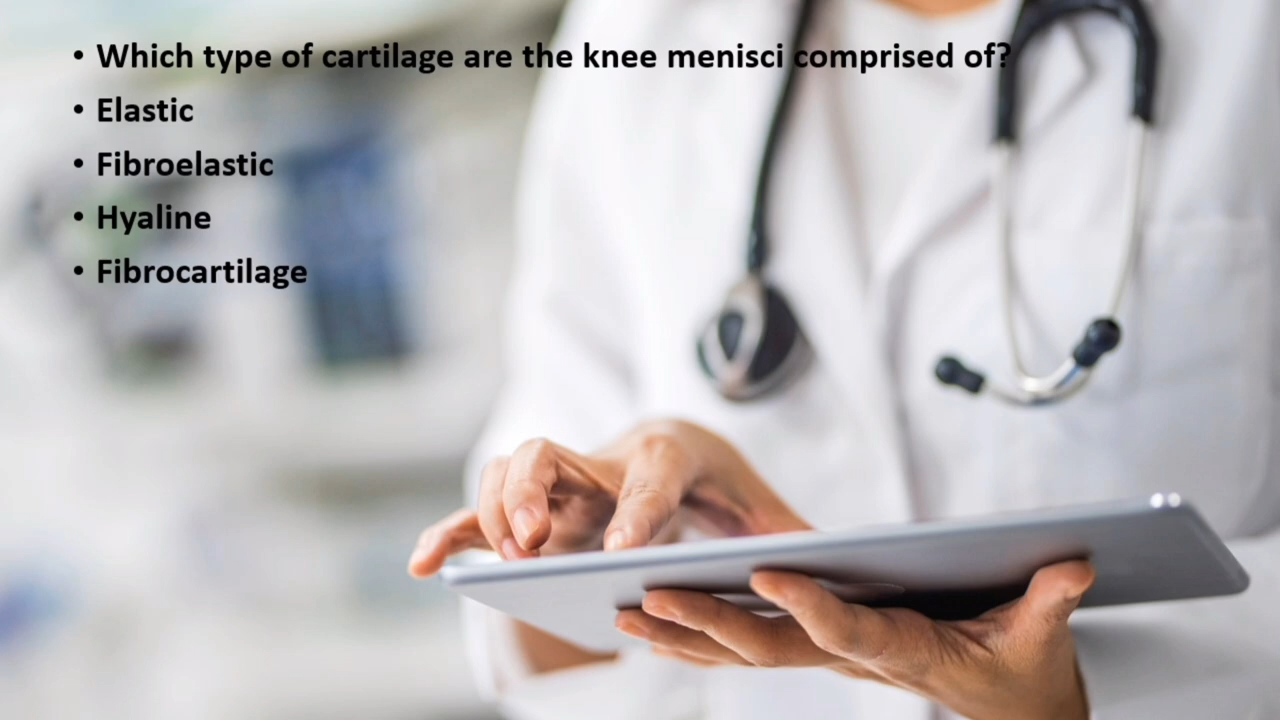 • Which type of cartilage are the knee menisci comprised of?
• Elastic
• Fibroelastic
• Hyaline
• Fibrocartilage